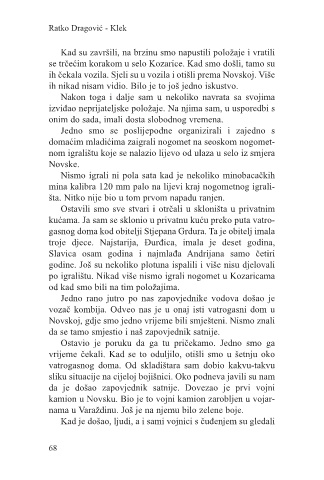 Ratko Dragović - Klek
Kad su završili, na brzinu smo napustili položaje i vratili
se trčećim korakom u selo Kozarice. Kad smo došli, tamo su
ih čekala vozila. Sjeli su u vozila i otišli prema Novskoj. Više
ih nikad nisam vidio. Bilo je to još jedno iskustvo.
Nakon toga i dalje sam u nekoliko navrata sa svojima
izviđao neprijateljske položaje. Na njima sam, u usporedbi s
onim do sada, imali dosta slobodnog vremena.
Jedno smo se poslijepodne organizirali i zajedno s
domaćim mladićima zaigrali nogomet na seoskom nogomet-
nom igralištu koje se nalazilo lijevo od ulaza u selo iz smjera
Novske.
Nismo igrali ni pola sata kad je nekoliko minobacačkih
mina kalibra 120 mm palo na lijevi kraj nogometnog igrali-
šta. Nitko nije bio u tom prvom napadu ranjen.
Ostavili smo sve stvari i otrčali u skloništa u privatnim
kućama. Ja sam se sklonio u privatnu kuću preko puta vatro-
gasnog doma kod obitelji Stjepana Grdura. Ta je obitelj imala
troje djece. Najstarija, Đurđica, imala je deset godina,
Slavica osam godina i najmlađa Andrijana samo četiri
godine. Još su nekoliko plotuna ispalili i više nisu djelovali
po igralištu. Nikad više nismo igrali nogomet u Kozaricama
od kad smo bili na tim položajima.
Jedno rano jutro po nas zapovjednike vodova došao je
vozač kombija. Odveo nas je u onaj isti vatrogasni dom u
Novskoj, gdje smo jedno vrijeme bili smješteni. Nismo znali
da se tamo smjestio i naš zapovjednik satnije.
Ostavio je poruku da ga tu pričekamo. Jedno smo ga
vrijeme čekali. Kad se to oduljilo, otišli smo u šetnju oko
vatrogasnog doma. Od skladištara sam dobio kakvu-takvu
sliku situacije na cijeloj bojišnici. Oko podneva javili su nam
da je došao zapovjednik satnije. Dovezao je prvi vojni
kamion u Novsku. Bio je to vojni kamion zarobljen u vojar-
nama u Varaždinu. Još je na njemu bilo zelene boje.
Kad je došao, ljudi, a i sami vojnici s čuđenjem su gledali
68